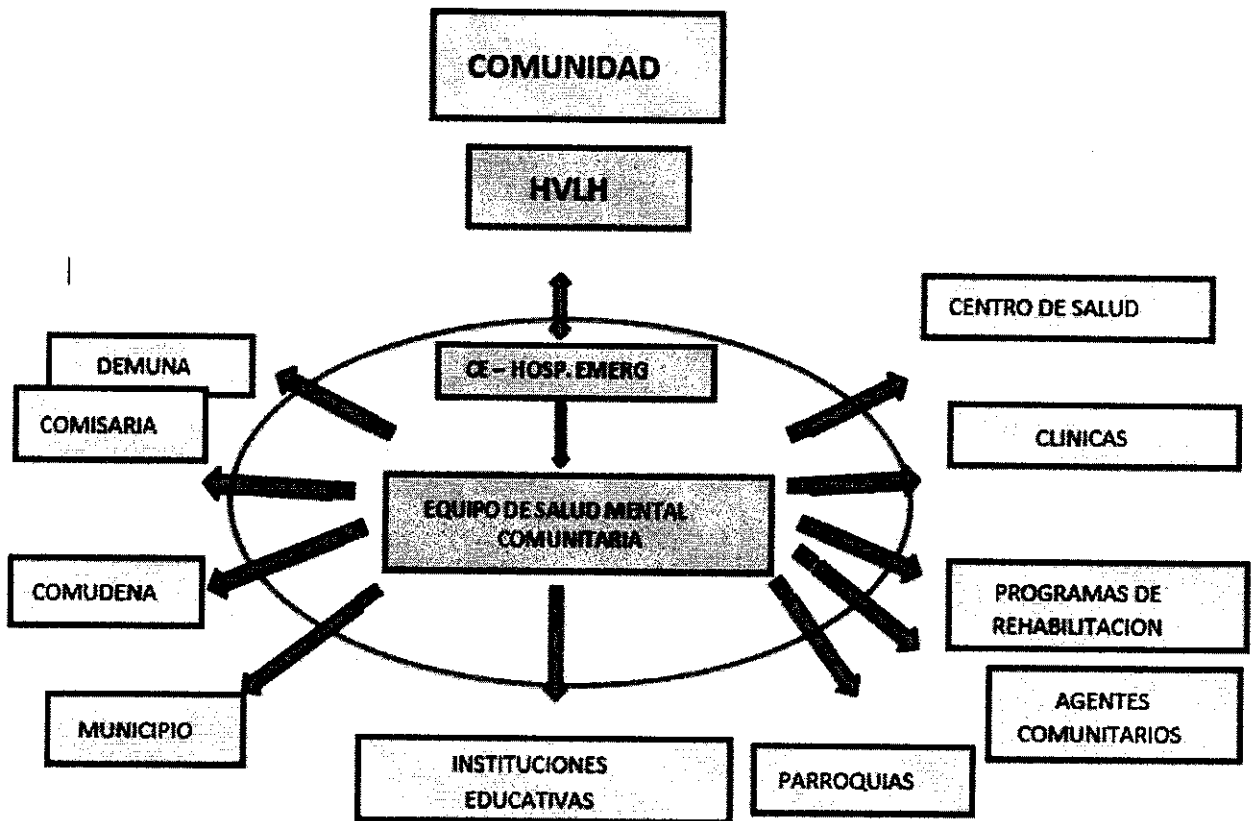 COMUNIDAD
HVLH
CENTRO DE SALUD
CE – HOSP. EMERG
DEMUNA
COMISARIA
CLINICAS
EQUIPO DE SALUD MENTAL
COMUNITARIA
COMUDENA
PROGRAMAS DE
REHABILITACION
MUNICIPIO
AGENTES
COMUNITARIOS
INSTITUCIONES
EDUCATIVAS
PARROQUIAS